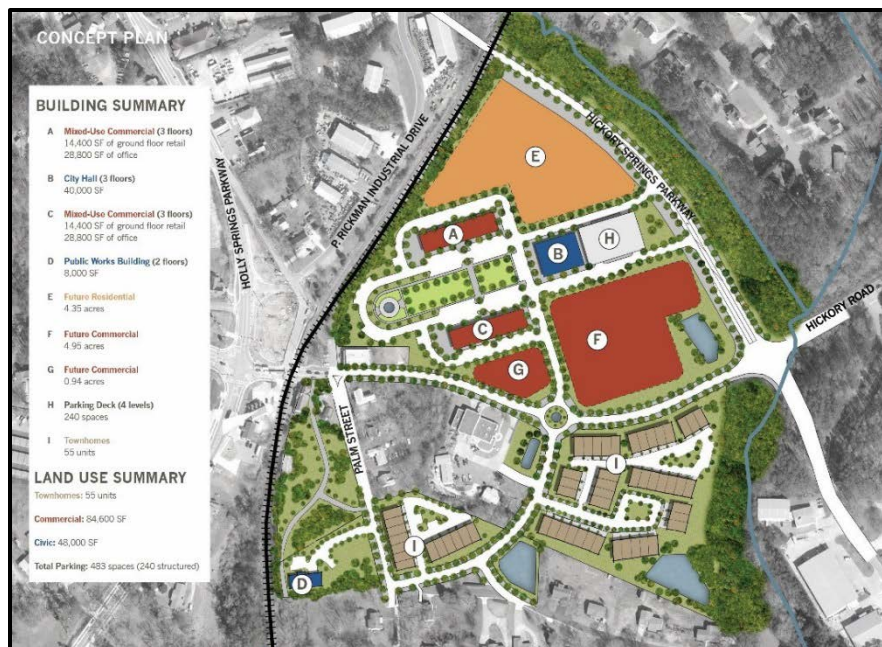 CONCEPT PLAN
BUILDING SUMMARY
A Mixed-Use Commercial (3 floors)
14,400 SF of ground floor retail
28,800 SF of office
B City Hall (3 floors)
40,000 SF
C Mixed-Use Commercial (3 floors)
14,400 SF of ground floor retail
28,800 SF of office
D Public Works Building (2 floors)
8,000 SF
E Future Residential
4.35 acres
F Future Commercial
4.95 acres
G Future Commercial
0.94 acres
H Parking Deck (4 levels)
240 spaces
I Townhomes
55 units
LAND USE SUMMARY
Townhomes: 55 units
Commercial: 84,600 SF
Civic: 48,000 SF
Total Parking: 483 spaces (240 structured)
HOLLY SPRINGS PARKWAY
P. RICKMAN INDUSTRIAL DRIVE
HICKORY SPRINGS PARKWAY
HICKORY ROAD
PALM STREET
E
A
H
B
C
F
G
I
I
D